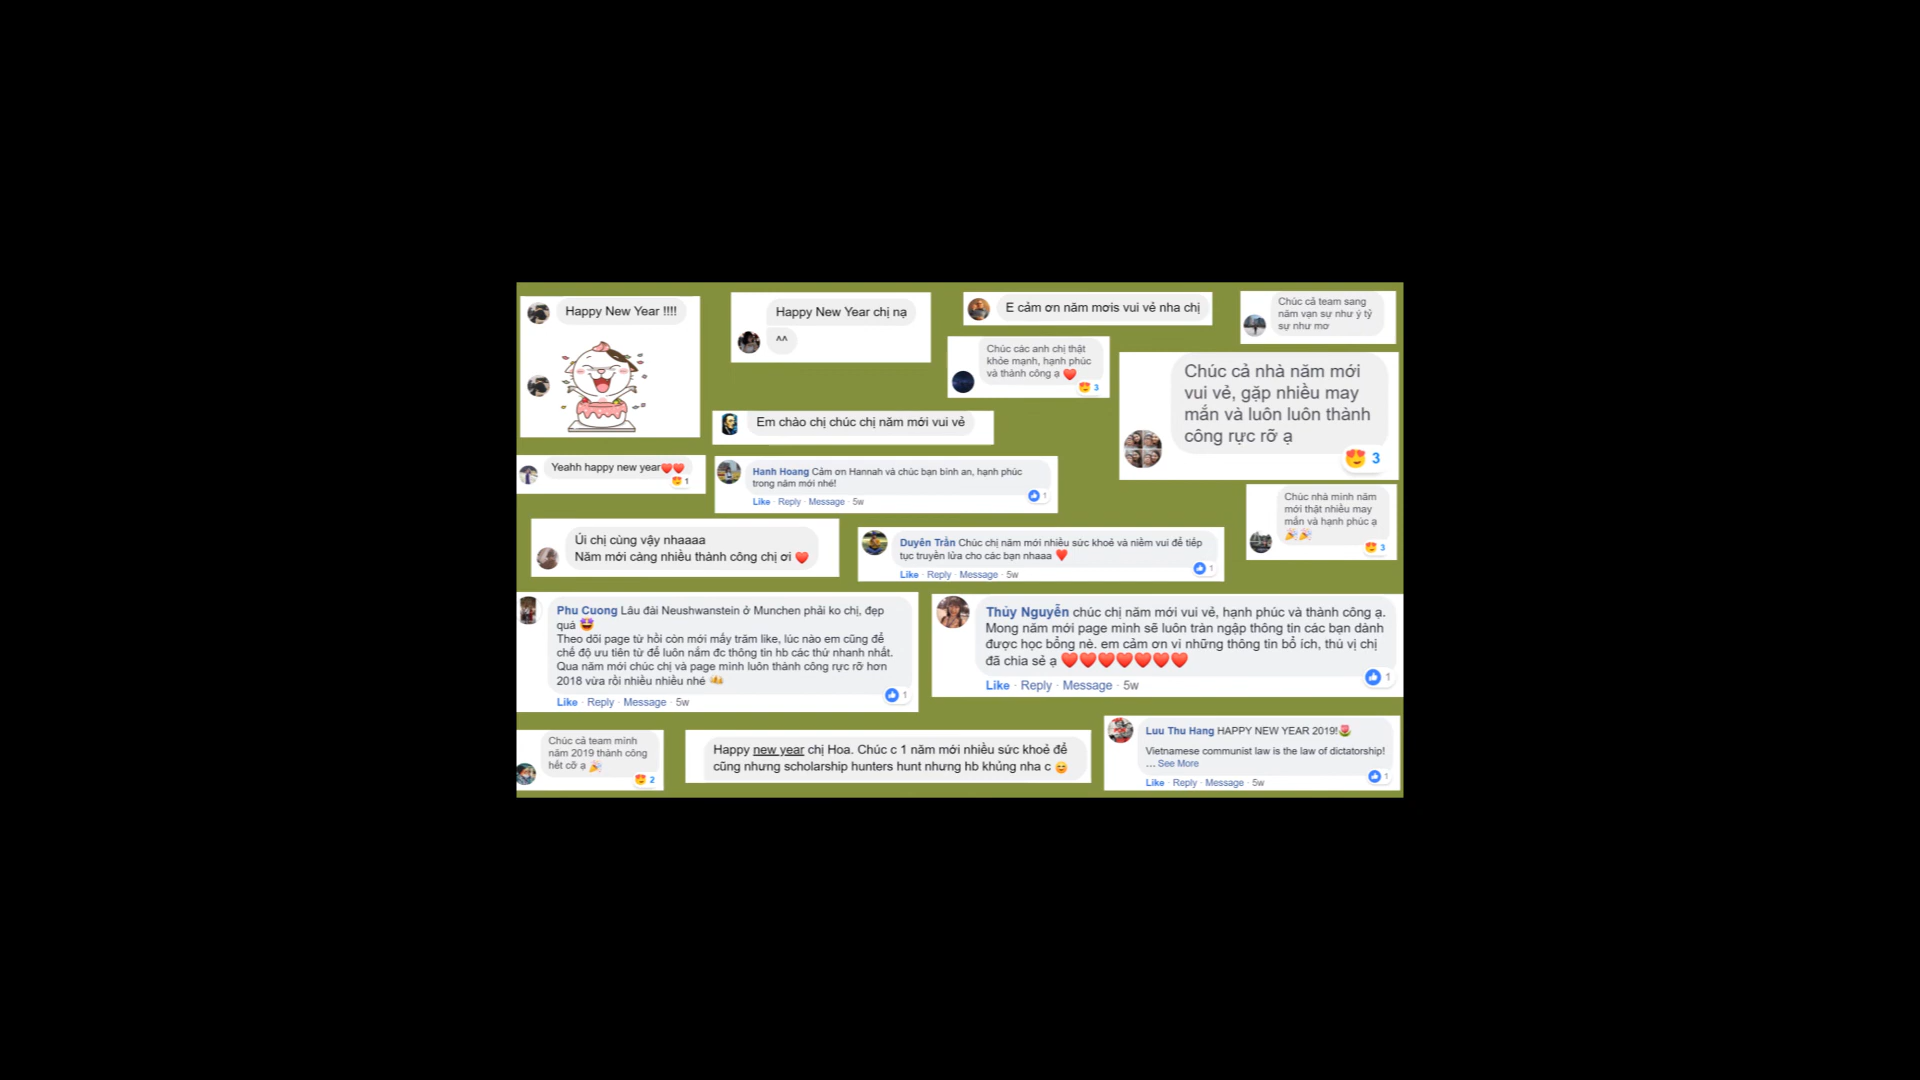 Happy New Year !!!!
Happy New Year chị nạ
^^
E cảm ơn năm mơis vui vẻ nha chị
Chúc cả team sang
năm vạn sự như ý tỷ
sự như mơ
Chúc các anh chị thật
khỏe mạnh, hạnh phúc
và thành công ạ ❤️
😍 3
Chúc cả nhà năm mới
vui vẻ, gặp nhiều may
mắn và luôn luôn thành
công rực rỡ ạ
😍 3
Em chào chị chúc chị năm mới vui vẻ
Yeahh happy new year❤️❤️
😍 1
Hanh Hoang Cảm ơn Hannah và chúc bạn bình an, hạnh phúc
trong năm mới nhé!
Like · Reply · Message · 5w
1
Chúc nhà mình năm
mới thật nhiều may
mắn và hạnh phúc ạ
🎉🎉
😍 3
Úi chị cùng vậy nhaaaa
Năm mới càng nhiều thành công chị ơi ❤️
Duyên Trần Chúc chị năm mới nhiều sức khoẻ và niềm vui để tiếp
tục truyền lửa cho các bạn nhaaa ❤️
Like · Reply · Message · 5w
1
Phu Cuong Lâu đài Neushwanstein ở Munchen phải ko chị, đẹp
quá 🤩
Theo dõi page từ hồi còn mới mấy trăm like, lúc nào em cũng để
chế độ ưu tiên từ để luôn nắm đc thông tin hb các thứ nhanh nhất.
Qua năm mới chúc chị và page mình luôn thành công rực rỡ hơn
2018 vừa rồi nhiều nhiều nhé 🎊
Like · Reply · Message · 5w
1
Thủy Nguyễn chúc chị năm mới vui vẻ, hạnh phúc và thành công ạ.
Mong năm mới page mình sẽ luôn tràn ngập thông tin các bạn dành
được học bổng nè. em cảm ơn vì những thông tin bổ ích, thú vị chị
đã chia sẻ ạ ❤️❤️❤️❤️❤️❤️❤️
Like · Reply · Message · 5w
1
Chúc cả team mình
năm 2019 thành công
hết cỡ ạ 🎉
😍 2
Happy new year chị Hoa. Chúc c 1 năm mới nhiều sức khoẻ để
cũng nhưng scholarship hunters hunt nhưng hb khủng nha c 😊
Luu Thu Hang HAPPY NEW YEAR 2019!🌷
Vietnamese communist law is the law of dictatorship!
... See More
Like · Reply · Message · 5w
1